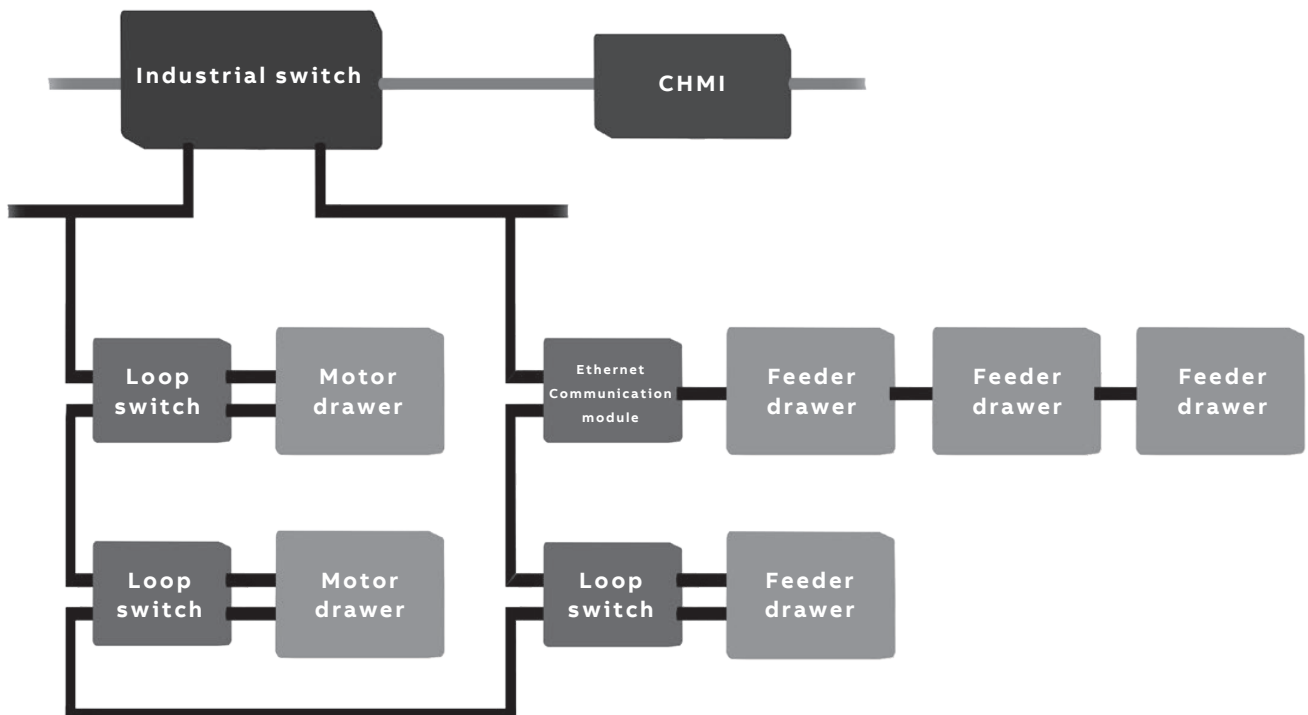 Industrial switch
CHMI
Loop
switch
Motor
drawer
Ethernet
Communication
module
Feeder
drawer
Feeder
drawer
Feeder
drawer
Loop
switch
Motor
drawer
Loop
switch
Feeder
drawer